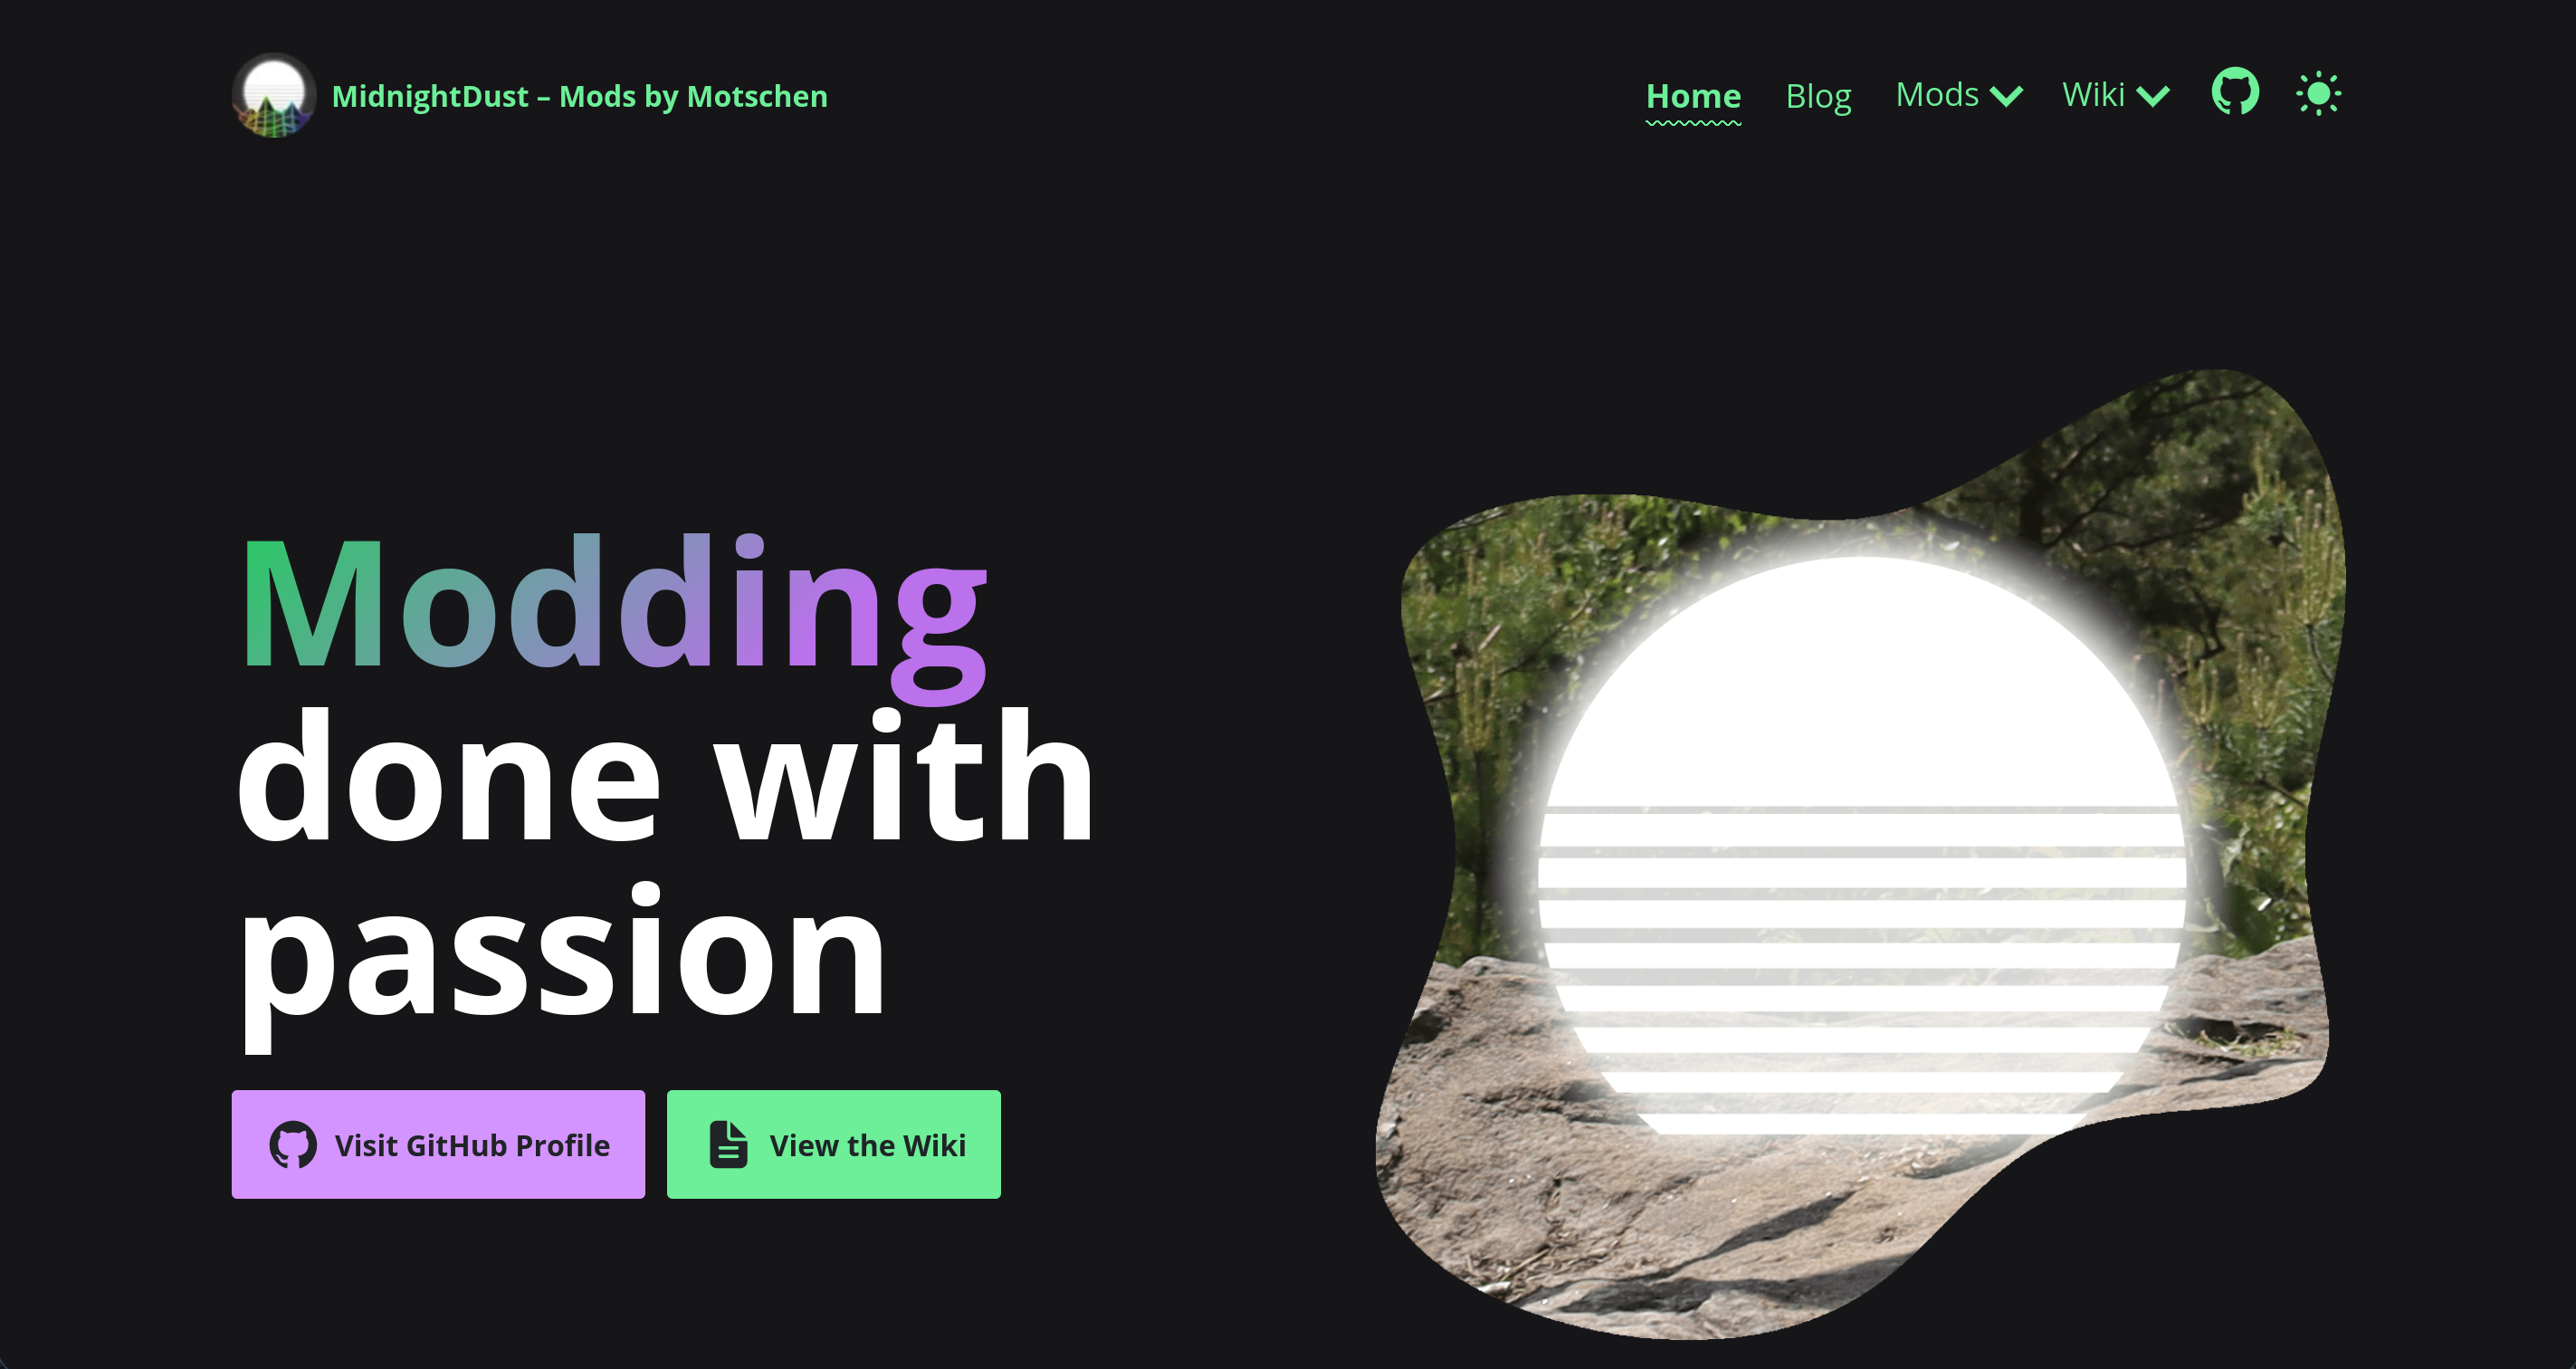 MidnightDust – Mods by Motschen
Home Blog Mods Wiki
Modding
done with
passion
Visit GitHub Profile View the Wiki